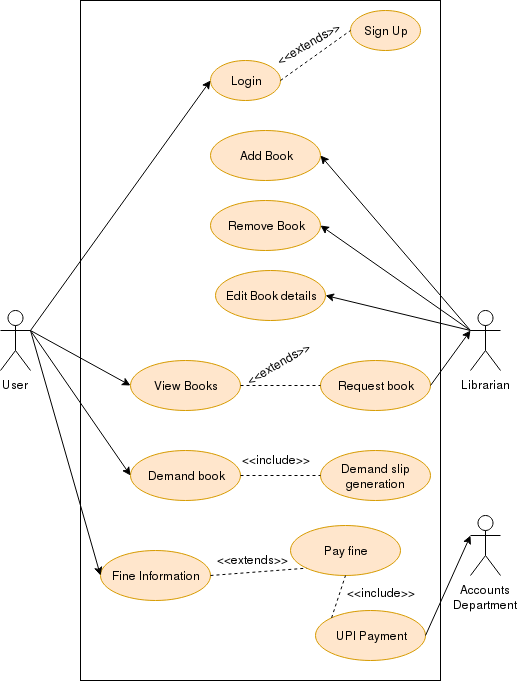 Sign Up
<<extends>>
Login
Add Book
Remove Book
Edit Book details
User
Librarian
View Books
<<extends>>
Request book
Demand book
<<include>>
Demand slip
generation
Fine Information
<<extends>>
Pay fine
<<include>>
UPI Payment
Accounts
Department